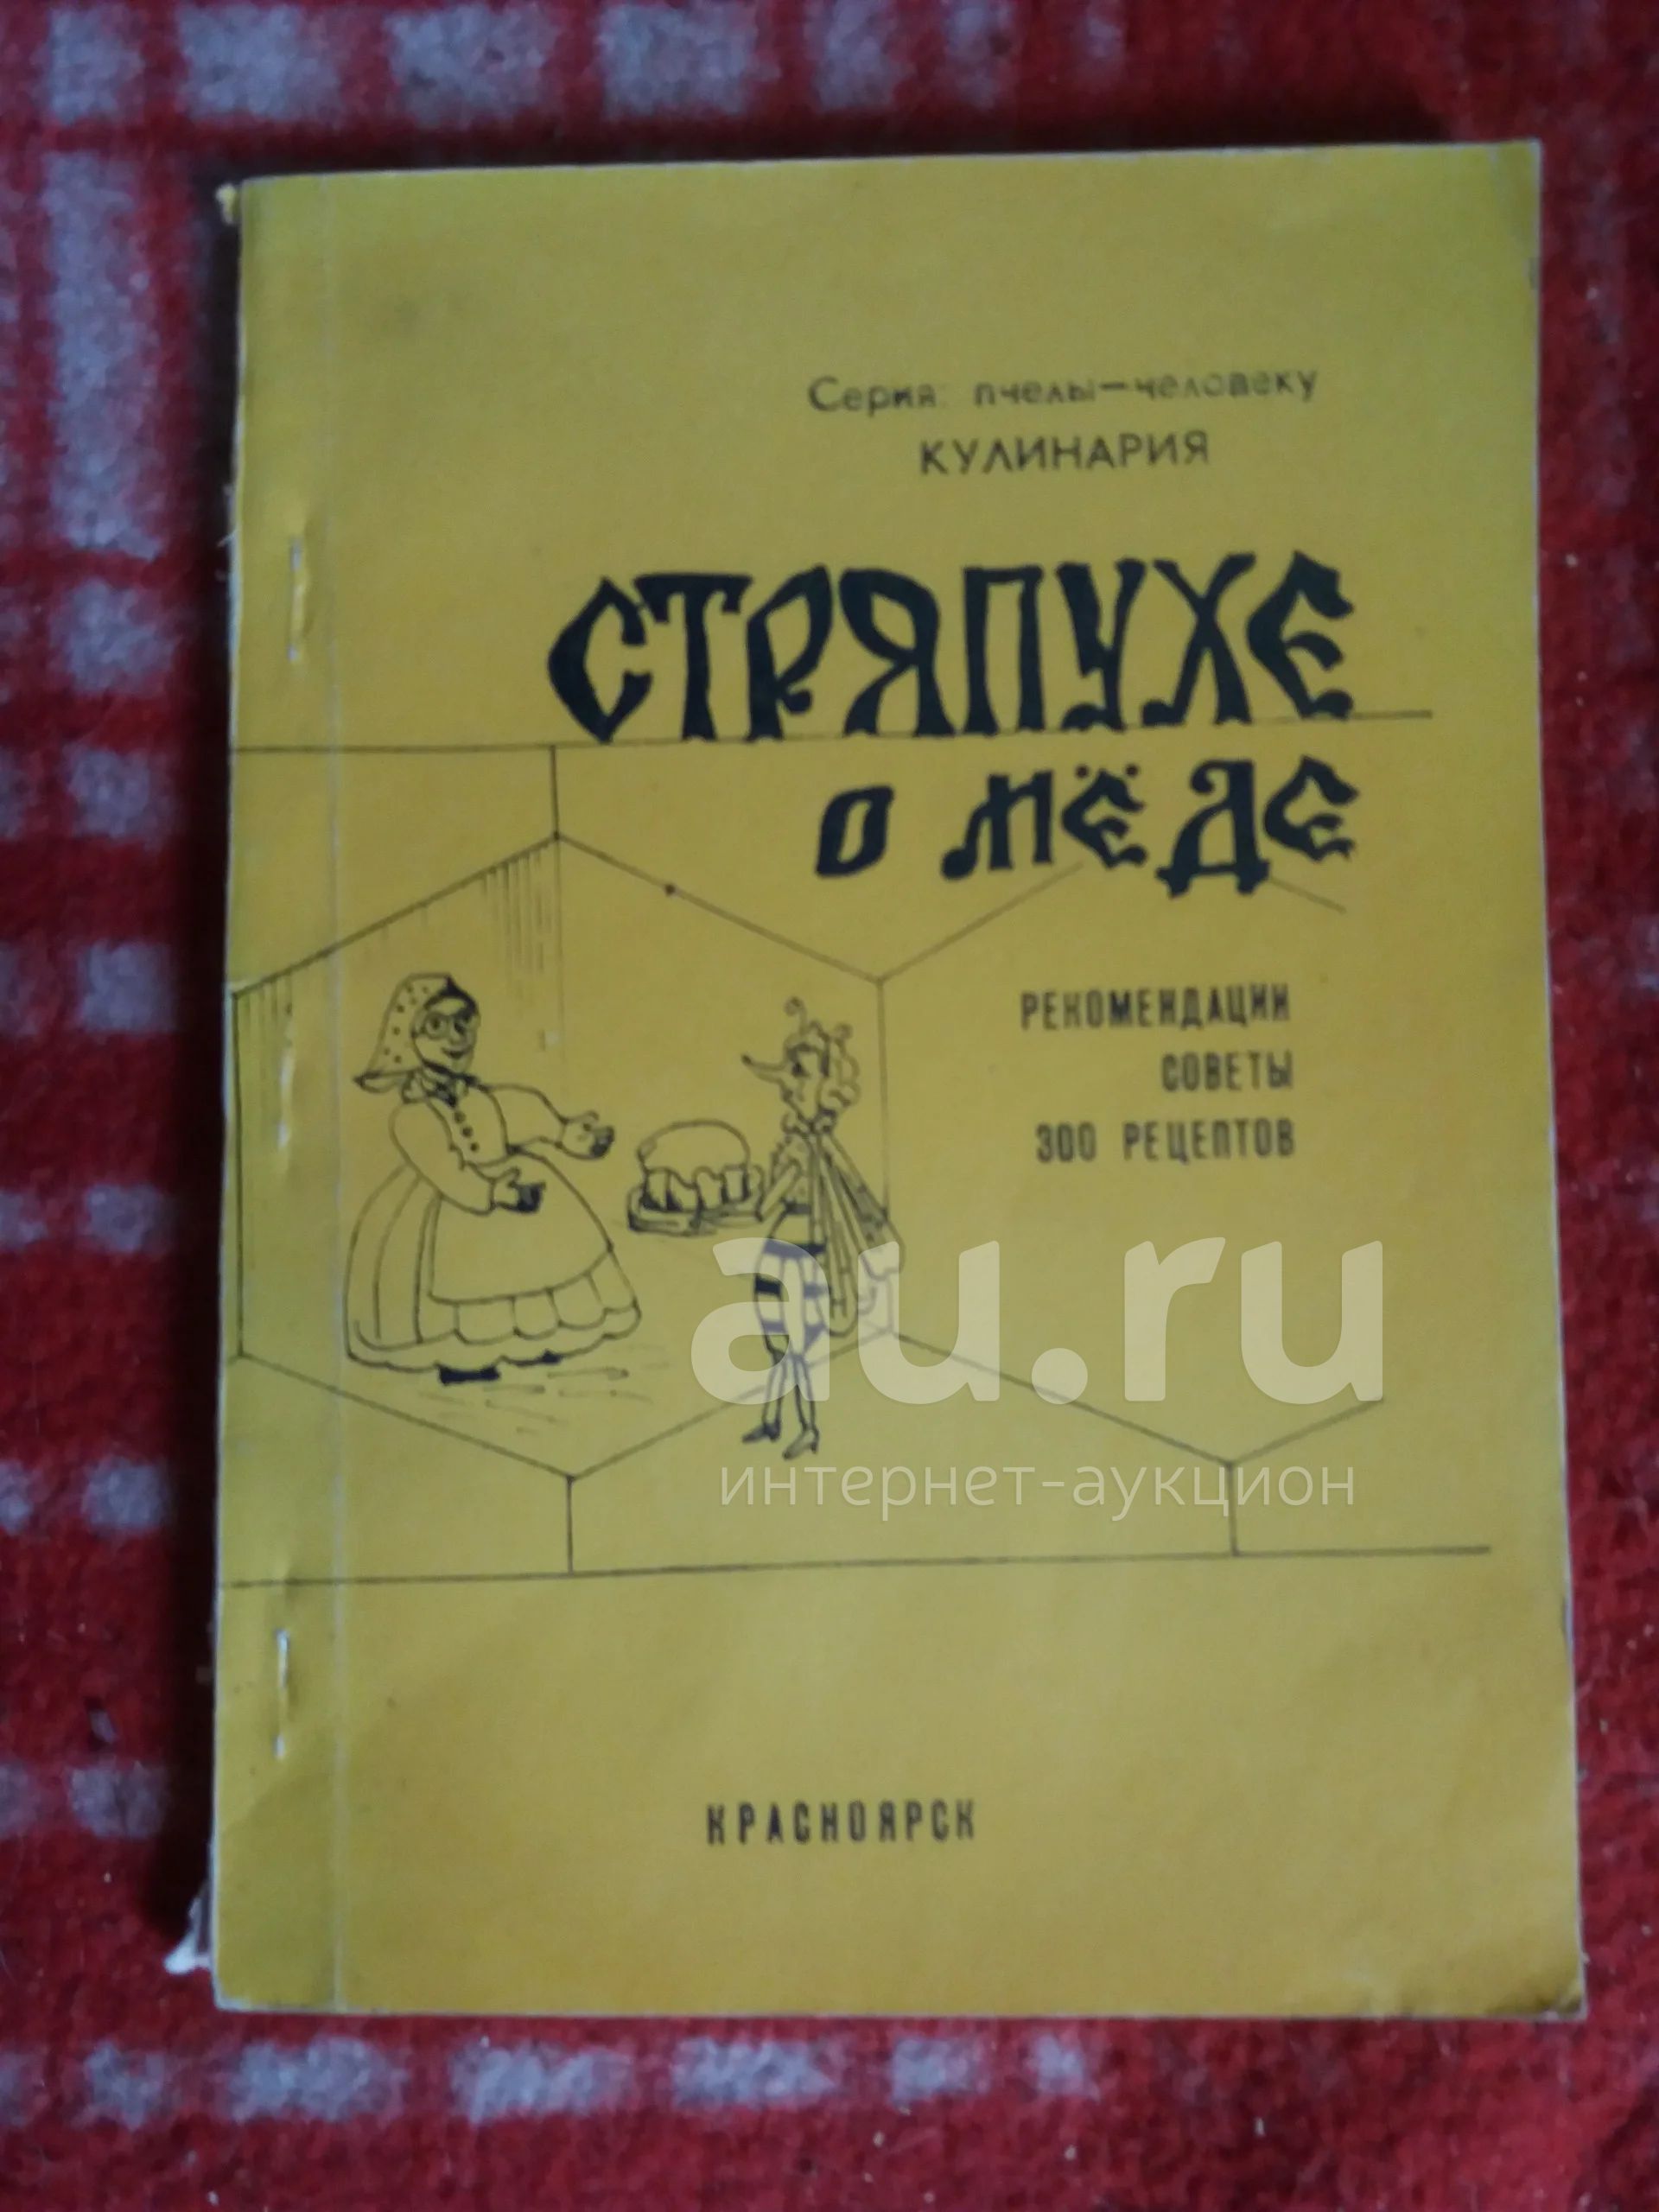 Серия: пчелы—человеку
КУЛИНАРИЯ
СТРЯПУХЕ
О МЁДЕ
РЕКОМЕНДАЦИИ
СОВЕТЫ
300 РЕЦЕПТОВ
au.ru
интернет-аукцион
КРАСНОЯРСК